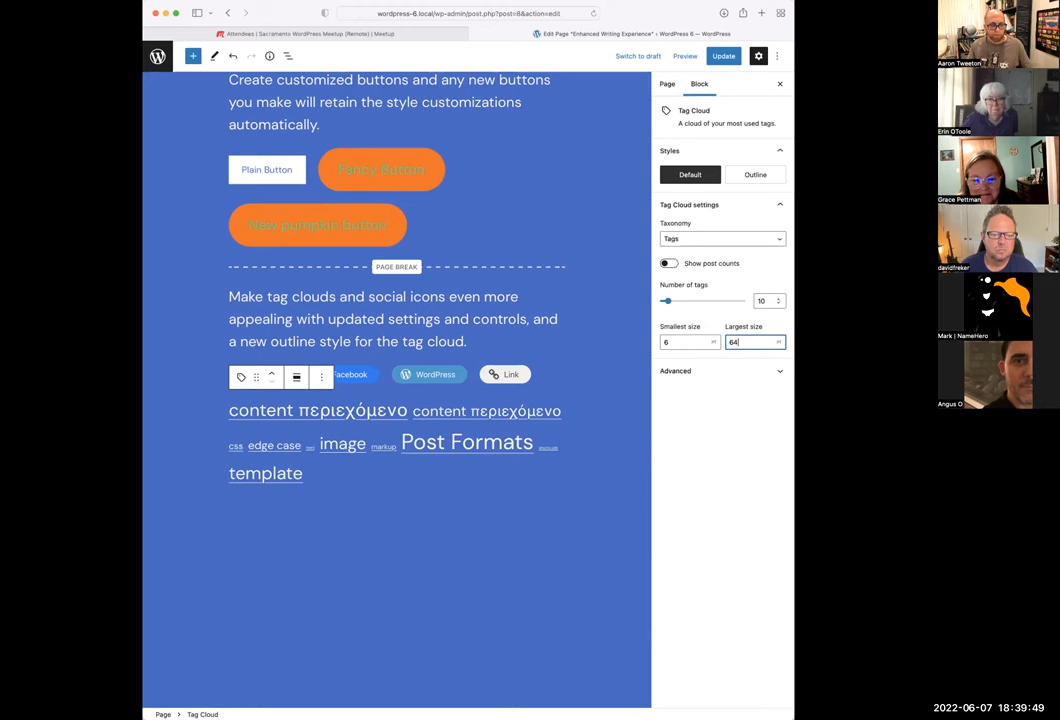 wordpress-6.local/wp-admin/post.php?post=8&action=edit
Attendees | Sacramento WordPress Meetup (Remote) | Meetup
Edit Page "Enhanced Writing Experience" ‹ WordPress 6 — WordPress
Switch to draft
Preview
Update
Create customized buttons and any new buttons
you make will retain the style customizations
automatically.
Plain Button
Fancy Button
New pumpkin button
PAGE BREAK
Make tag clouds and social icons even more
appealing with updated settings and controls, and
a new outline style for the tag cloud.
Facebook
WordPress
Link
content περιεχόμενο content περιεχόμενο
css edge case image markup Post Formats
template
Page
Block
Tag Cloud
A cloud of your most used tags.
Styles
Default
Outline
Tag Cloud settings
Taxonomy
Tags
Show post counts
Number of tags
10
Smallest size
Largest size
6
PT
64
PT
Advanced
Page > Tag Cloud
Aaron Tweeton
Erin OToole
Grace Pettman
davidfreker
Mark | NameHero
Angus O
2022-06-07 18:39:49